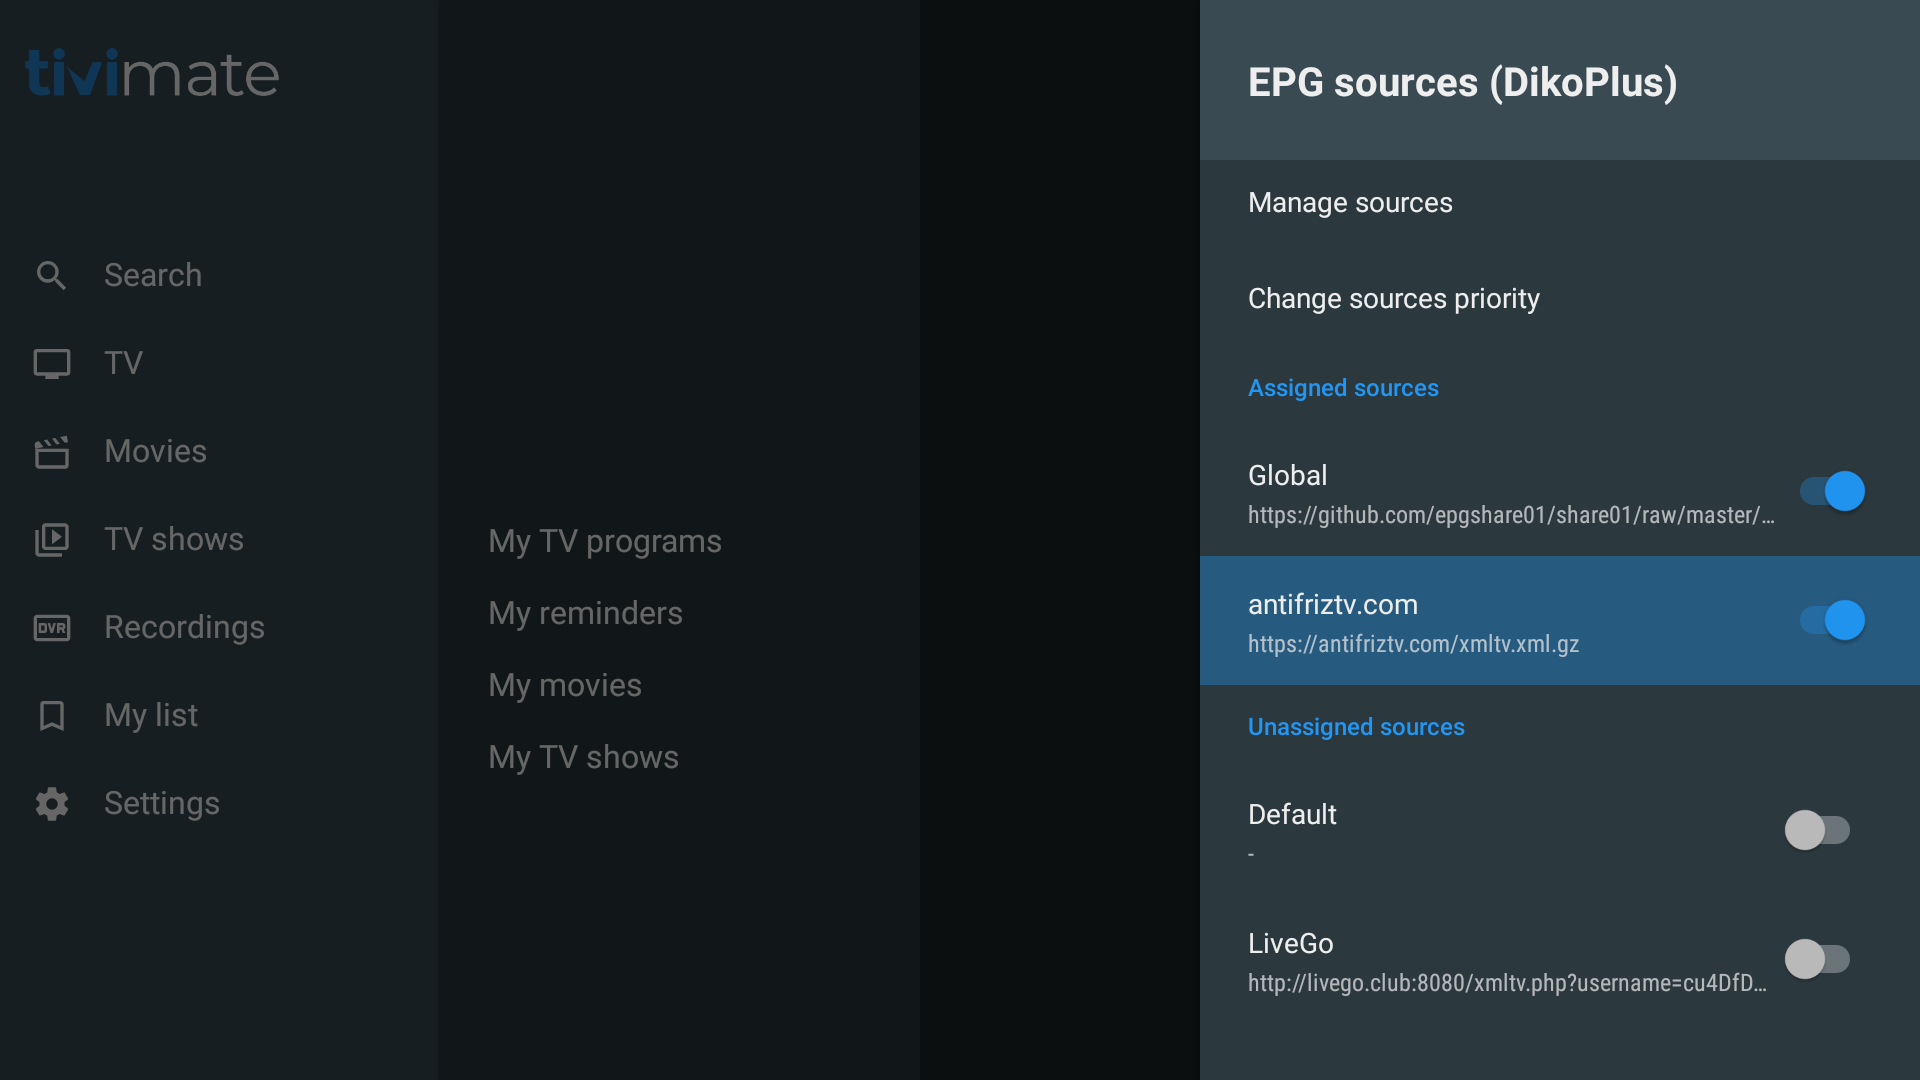 tivimate
Search
TV
Movies
TV shows
DVR Recordings
My list
Settings
My TV programs
My reminders
My movies
My TV shows
EPG sources (DikoPlus)
Manage sources
Change sources priority
Assigned sources
Global
https://github.com/epgshare01/share01/raw/master/...
antifriztv.com
https://antifriztv.com/xmltv.xml.gz
Unassigned sources
Default
-
LiveGo
http://livego.club:8080/xmltv.php?username=cu4DfD...